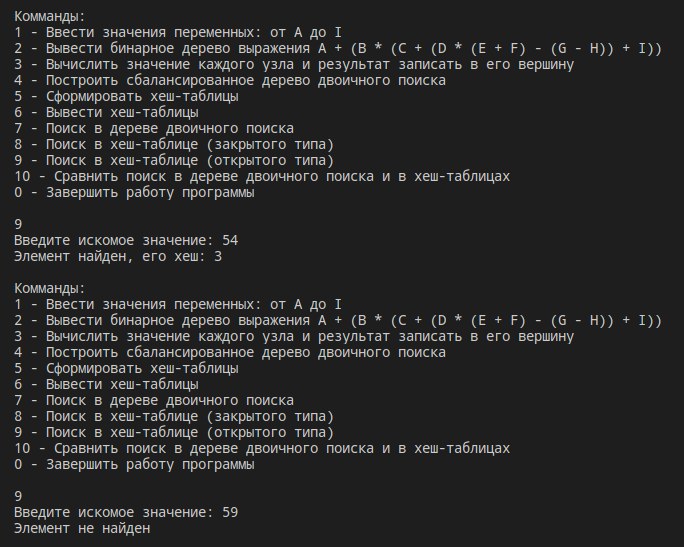 Комманды:
1 - Ввести значения переменных: от A до I
2 - Вывести бинарное дерево выражения A + (B * (C + (D * (E + F) - (G - H)) + I))
3 - Вычислить значение каждого узла и результат записать в его вершину
4 - Построить сбалансированное дерево двоичного поиска
5 - Сформировать хеш-таблицы
6 - Вывести хеш-таблицы
7 - Поиск в дереве двоичного поиска
8 - Поиск в хеш-таблице (закрытого типа)
9 - Поиск в хеш-таблице (открытого типа)
10 - Сравнить поиск в дереве двоичного поиска и в хеш-таблицах
0 - Завершить работу программы
9
Введите искомое значение: 54
Элемент найден, его хеш: 3
Комманды:
1 - Ввести значения переменных: от A до I
2 - Вывести бинарное дерево выражения A + (B * (C + (D * (E + F) - (G - H)) + I))
3 - Вычислить значение каждого узла и результат записать в его вершину
4 - Построить сбалансированное дерево двоичного поиска
5 - Сформировать хеш-таблицы
6 - Вывести хеш-таблицы
7 - Поиск в дереве двоичного поиска
8 - Поиск в хеш-таблице (закрытого типа)
9 - Поиск в хеш-таблице (открытого типа)
10 - Сравнить поиск в дереве двоичного поиска и в хеш-таблицах
0 - Завершить работу программы
9
Введите искомое значение: 59
Элемент не найден